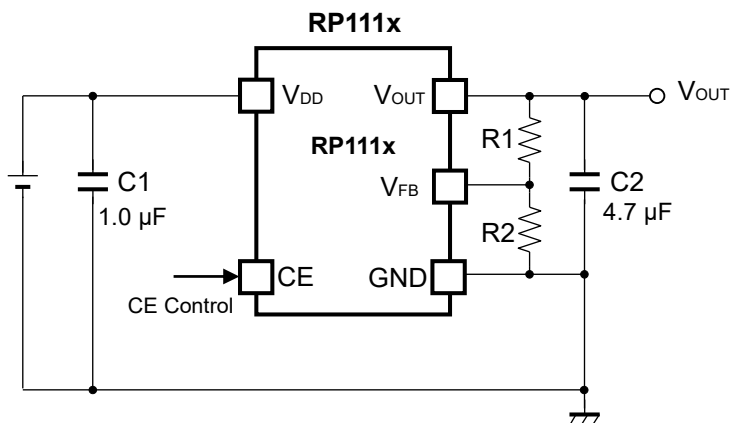 RP111x
VDD
VOUT
VOUT
R1
RP111x
VFB
C1
1.0 µF
C2
4.7 µF
R2
CE
GND
CE Control